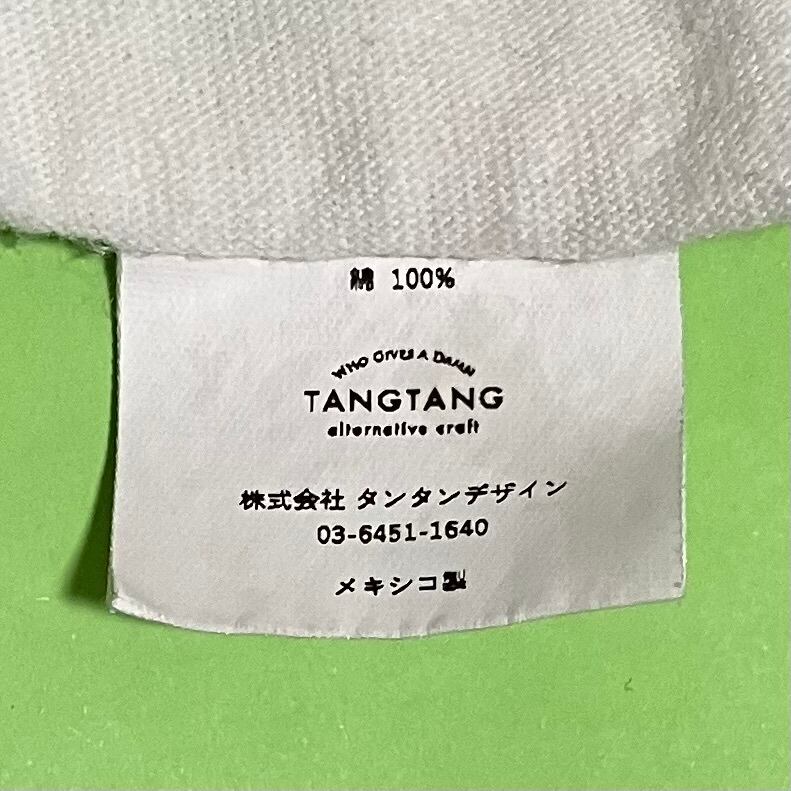 綿 100%
WHO GIVES A DAMN
TANGTANG
alternative craft
株式会社 タンタンデザイン
03-6451-1640
メキシコ製